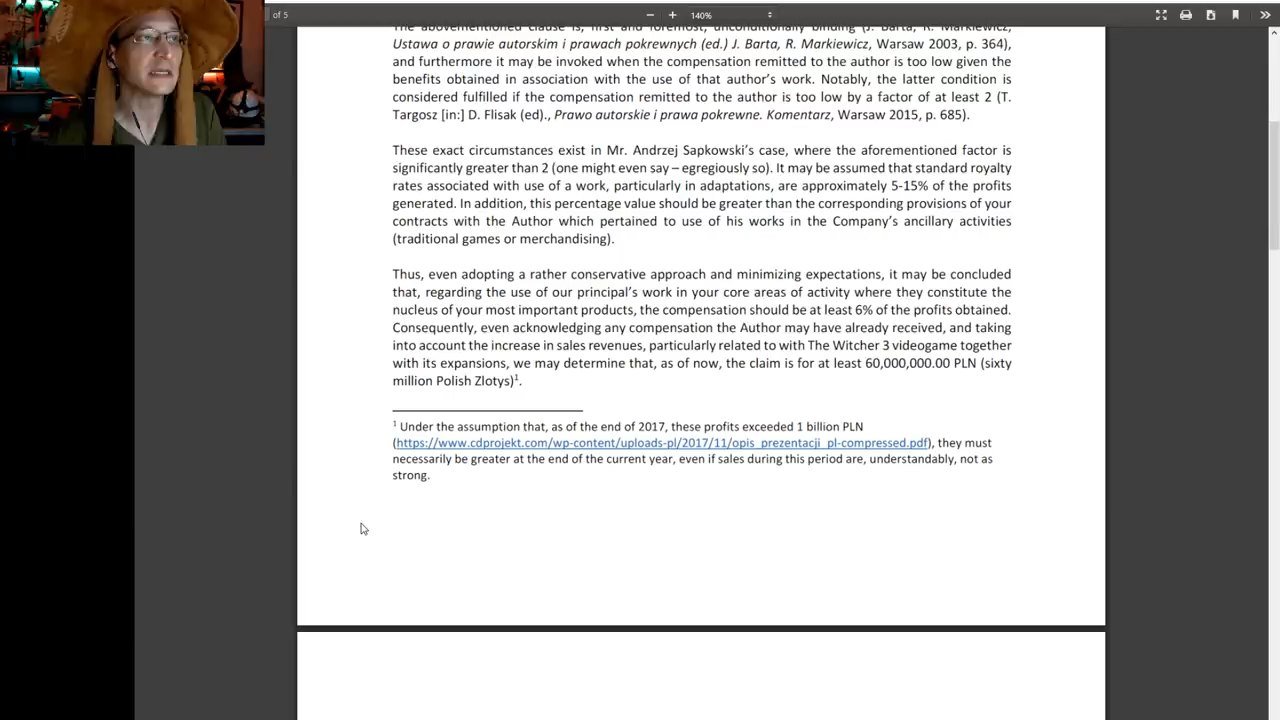 of 5
140%
The abovementioned clause is, first and foremost, unconditionally binding (J. Barta, R. Markiewicz,
Ustawa o prawie autorskim i prawach pokrewnych (ed.) J. Barta, R. Markiewicz, Warsaw 2003, p. 364),
and furthermore it may be invoked when the compensation remitted to the author is too low given the
benefits obtained in association with the use of that author's work. Notably, the latter condition is
considered fulfilled if the compensation remitted to the author is too low by a factor of at least 2 (T.
Targosz [in:] D. Flisak (ed)., Prawo autorskie i prawa pokrewne. Komentarz, Warsaw 2015, p. 685).
These exact circumstances exist in Mr. Andrzej Sapkowski's case, where the aforementioned factor is
significantly greater than 2 (one might even say – egregiously so). It may be assumed that standard royalty
rates associated with use of a work, particularly in adaptations, are approximately 5-15% of the profits
generated. In addition, this percentage value should be greater than the corresponding provisions of your
contracts with the Author which pertained to use of his works in the Company's ancillary activities
(traditional games or merchandising).
Thus, even adopting a rather conservative approach and minimizing expectations, it may be concluded
that, regarding the use of our principal's work in your core areas of activity where they constitute the
nucleus of your most important products, the compensation should be at least 6% of the profits obtained.
Consequently, even acknowledging any compensation the Author may have already received, and taking
into account the increase in sales revenues, particularly related to with The Witcher 3 videogame together
with its expansions, we may determine that, as of now, the claim is for at least 60,000,000.00 PLN (sixty
million Polish Zlotys)1.
1 Under the assumption that, as of the end of 2017, these profits exceeded 1 billion PLN
(https://www.cdprojekt.com/wp-content/uploads-pl/2017/11/opis_prezentacji_pl-compressed.pdf), they must
necessarily be greater at the end of the current year, even if sales during this period are, understandably, not as
strong.